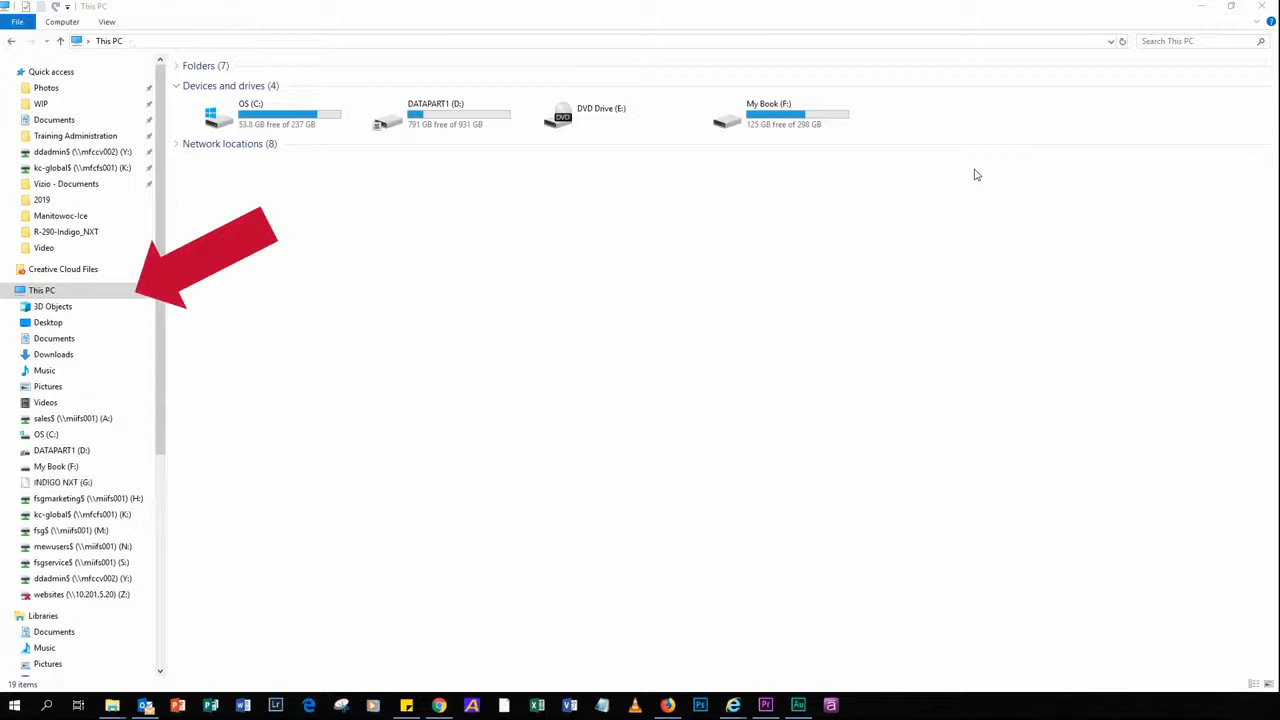 This PC
File
Computer
View
This PC
Search This PC
Quick access
Photos
WIP
Documents
Training Administration
ddadmin$ (\\mfccv002) (Y:)
kc-global$ (\\mfcfs001) (K:)
Vizio - Documents
2019
Manitowoc-Ice
R-290-Indigo_NXT
Video
Creative Cloud Files
This PC
3D Objects
Desktop
Documents
Downloads
Music
Pictures
Videos
sales$ (\\miifs001) (A:)
OS (C:)
DATAPART1 (D:)
My Book (F:)
!NDIGO NXT (G:)
fsgmarketing$ (\\miifs001) (H:)
kc-global$ (\\mfcfs001) (K:)
fsg$ (\\miifs001) (M:)
mewusers$ (\\miifs001) (N:)
fsgservice$ (\\miifs001) (S:)
ddadmin$ (\\mfccv002) (Y:)
websites (\\10.201.5.20) (Z:)
Libraries
Documents
Music
Pictures
19 items
Folders (7)
Devices and drives (4)
OS (C:)
53.8 GB free of 237 GB
DATAPART1 (D:)
791 GB free of 931 GB
DVD
DVD Drive (E:)
My Book (F:)
125 GB free of 298 GB
Network locations (8)
Lr
Ps
Pr
Au